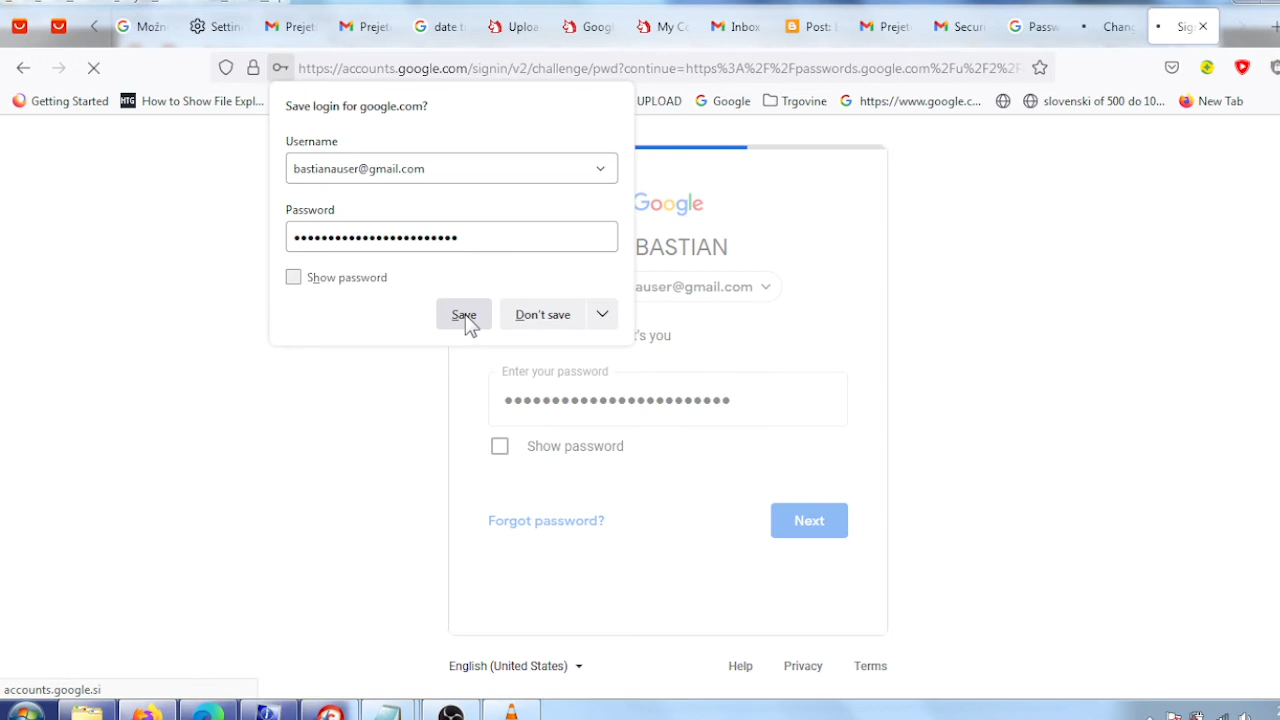 Možn
Settin
Prejet
Prejet
date t
Uploa
Googl
My Co
Inbox
Post: 
Prejet
Securi
Passw
Chanc
Sig
https://accounts.google.com/signin/v2/challenge/pwd?continue=https%3A%2F%2Fpasswords.google.com%2Fu%2F2%2F
Getting Started
HTG How to Show File Expl...
UPLOAD
Google
Trgovine
https://www.google.c...
slovenski of 500 do 10...
New Tab
Save login for google.com?
Username
bastianauser@gmail.com
Password
••••••••••••••••••••••••
Show password
Save
Don't save
Google
BASTIAN
auser@gmail.com
t's you
Enter your password
••••••••••••••••••••••••
Show password
Forgot password?
Next
English (United States)
Help
Privacy
Terms
accounts.google.si